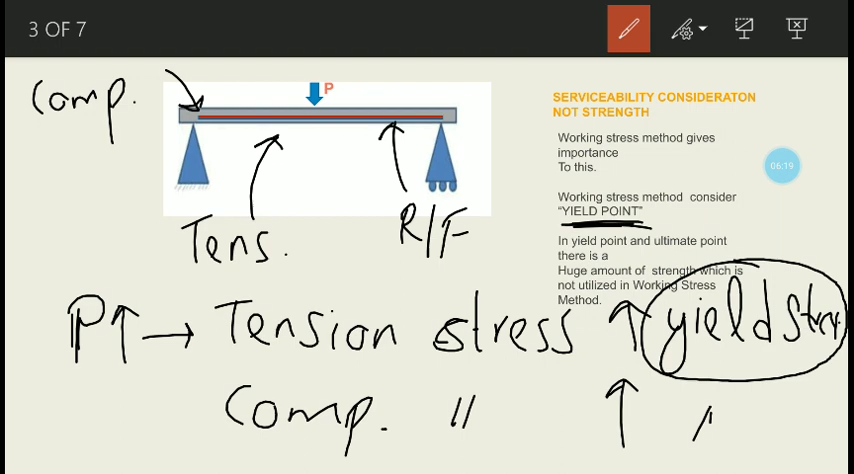 3 OF 7
Comp.
P
SERVICEABILITY CONSIDERATON
NOT STRENGTH
Working stress method gives
importance
To this.
06:19
Working stress method consider
“YIELD POINT”
In yield point and ultimate point
there is a
Huge amount of strength which is
not utilized in Working Stress
Method.
Tens.
R/F
P↑ → Tension stress ↑ yield Stress
Comp. 〃 ↑